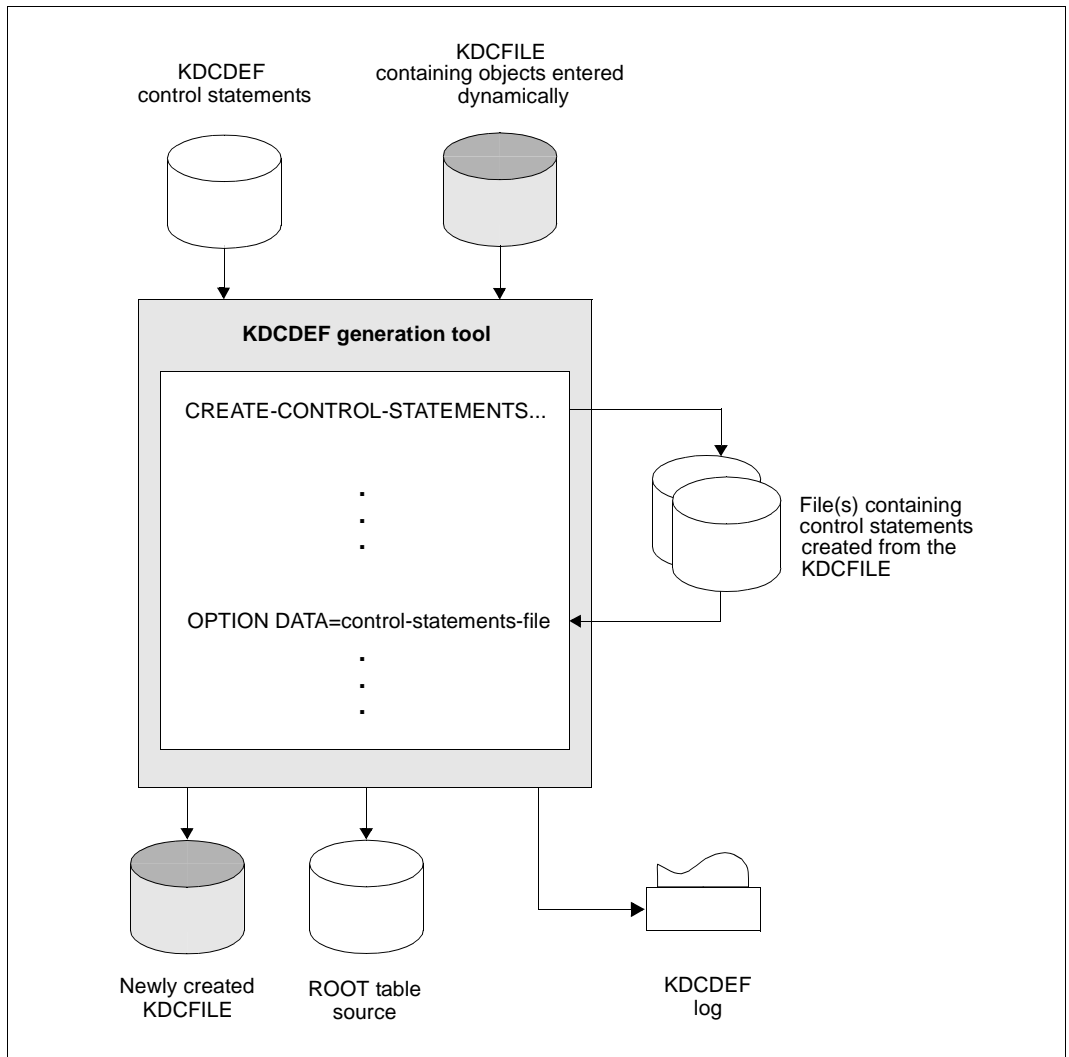 KDCDEF
control statements
KDCFILE
containing objects entered
dynamically
KDCDEF generation tool
CREATE-CONTROL-STATEMENTS...
.
.
.
File(s) containing
control statements
created from the
KDCFILE
OPTION DATA=control-statements-file
.
.
.
Newly created
KDCFILE
ROOT table
source
KDCDEF
log